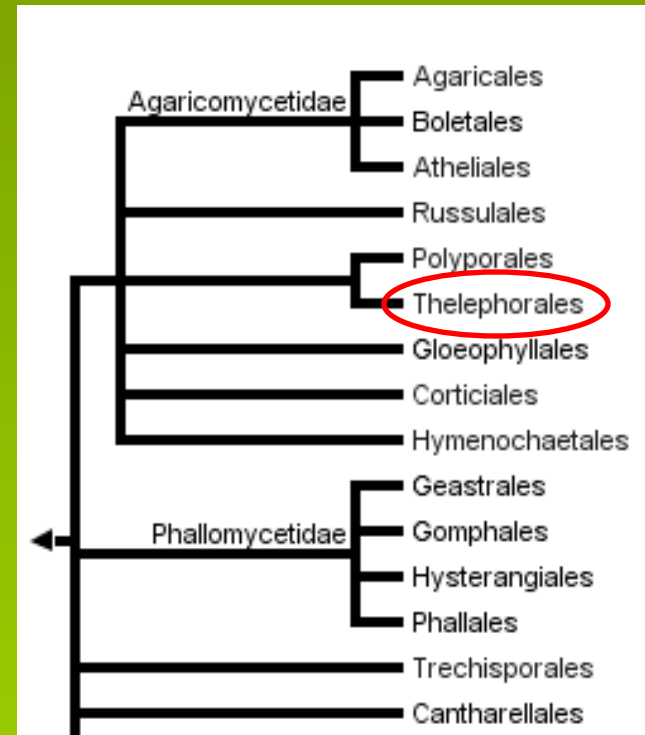 Agaricales
Agaricomycetidae
Boletales
Atheliales
Russulales
Polyporales
Thelephorales
Gloeophyllales
Corticiales
Hymenochaetales
Geastrales
Phallomycetidae
Gomphales
Hysterangiales
Phallales
Trechisporales
Cantharellales